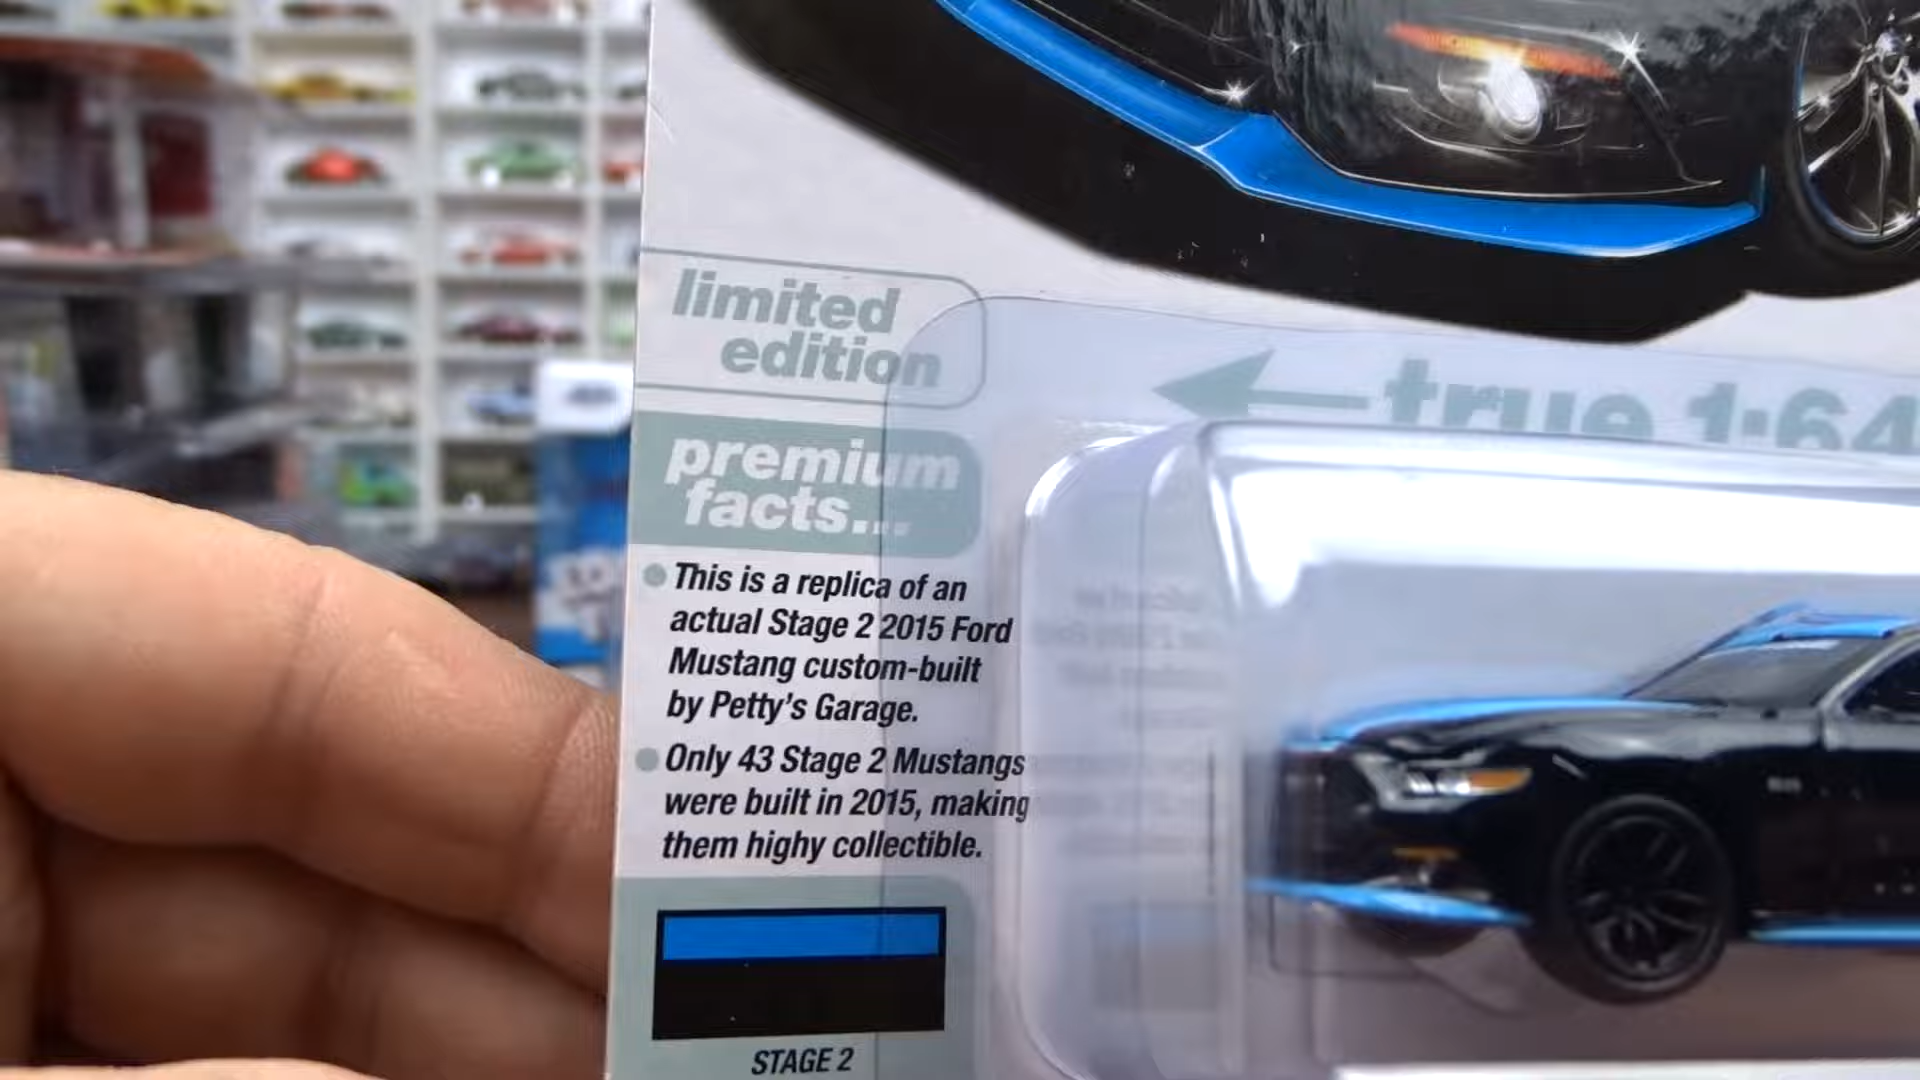 limited
edition
true 1:64
premium
facts...
This is a replica of an
actual Stage 2 2015 Ford
Mustang custom-built
by Petty's Garage.
Only 43 Stage 2 Mustangs
were built in 2015, making
them highy collectible.
STAGE 2